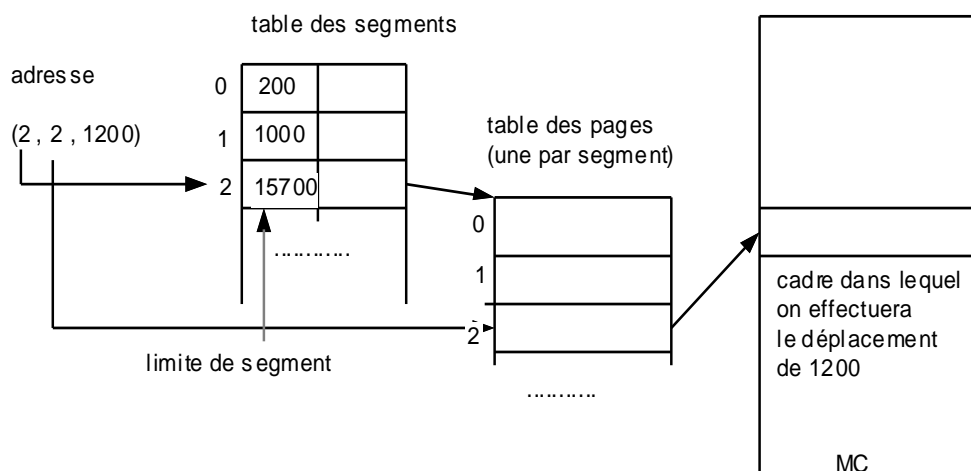 table des segments
adresse
(2 , 2 , 1200)
0 200
1 1000
2 15700
............
limite de segment
table des pages
(une par segment)
0
1
2
...........
cadre dans lequel
on effectuera
le déplacement
de 1200
MC